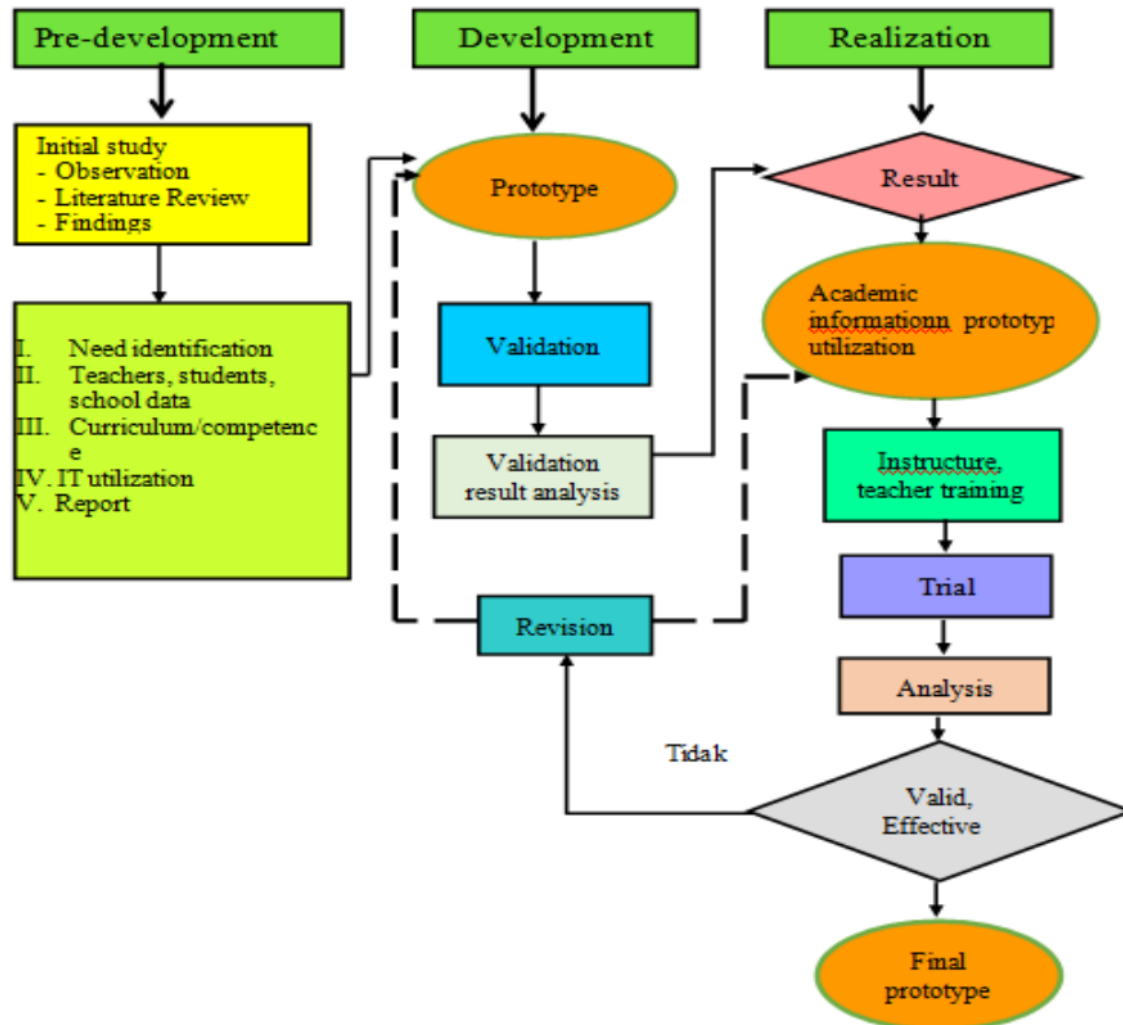 Pre-development
Initial study
- Observation
- Literature Review
- Findings
I. Need identification
II. Teachers, students,
school data
III. Curriculum/competenc
e
IV. IT utilization
V. Report
Development
Prototype
Validation
Validation
result analysis
Revision
Realization
Result
Academic
informationn prototyp
utilization
Instructure,
teacher training
Trial
Analysis
Tidak
Valid,
Effective
Final
prototype